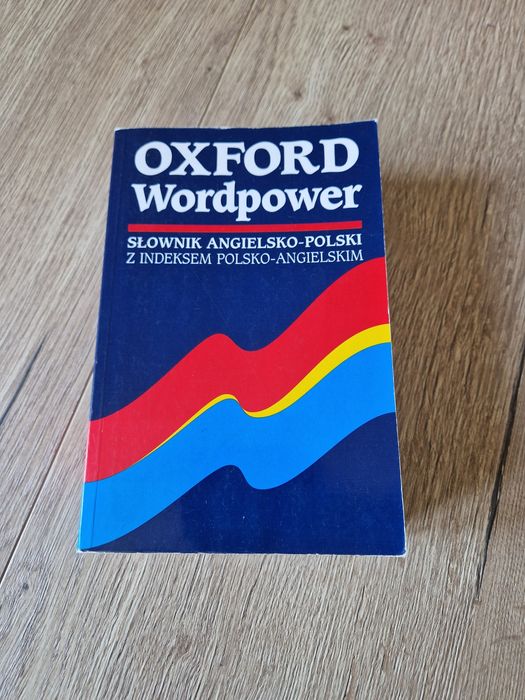 OXFORD
Wordpower
SŁOWNIK ANGIELSKO-POLSKI
Z INDEKSEM POLSKO-ANGIELSKIM